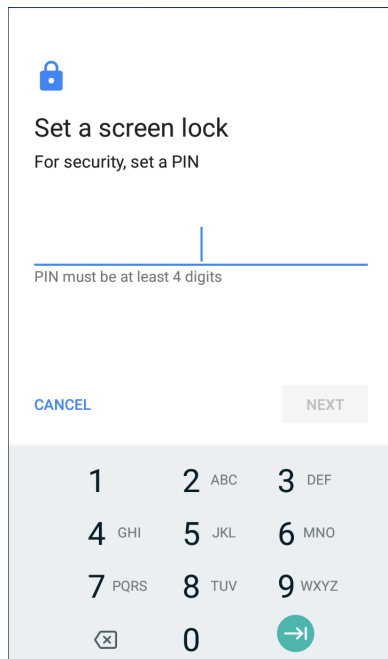 Set a screen lock
For security, set a PIN
PIN must be at least 4 digits
CANCEL NEXT
1 2 ABC 3 DEF
4 GHI 5 JKL 6 MNO
7 PQRS 8 TUV 9 WXYZ
0